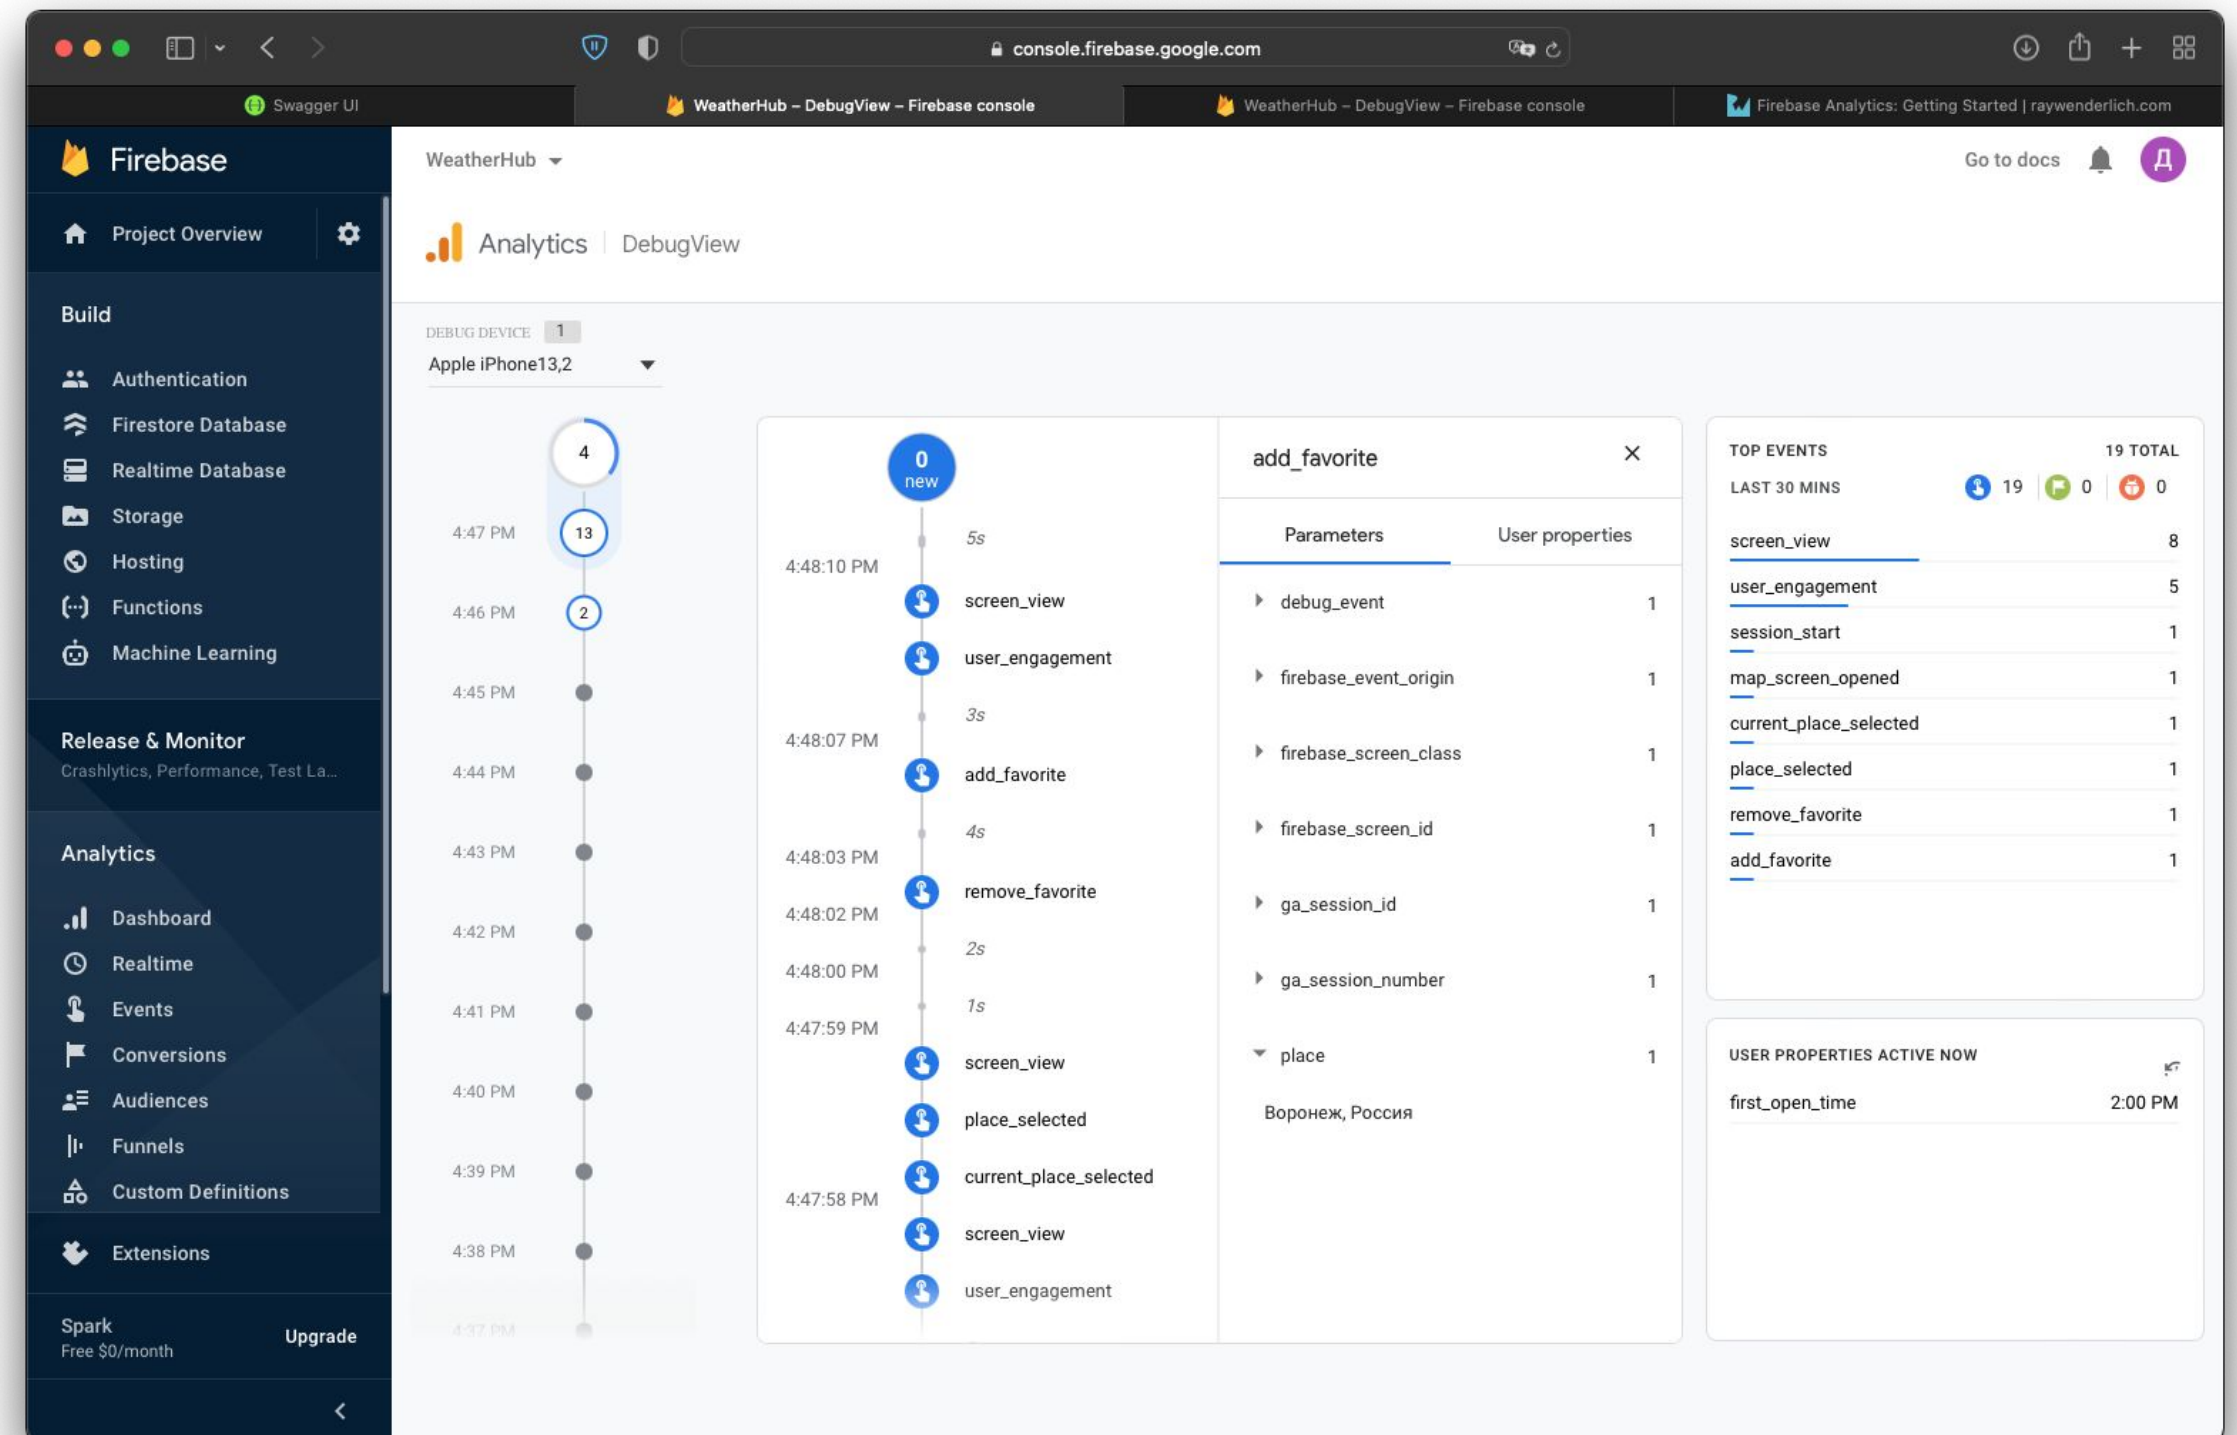 console.firebase.google.com
Swagger UI
WeatherHub – DebugView – Firebase console
WeatherHub – DebugView – Firebase console
Firebase Analytics: Getting Started | raywenderlich.com
Firebase
Project Overview
Build
Authentication
Firestore Database
Realtime Database
Storage
Hosting
Functions
Machine Learning
Release & Monitor
Crashlytics, Performance, Test La...
Analytics
Dashboard
Realtime
Events
Conversions
Audiences
Funnels
Custom Definitions
Extensions
Spark
Free $0/month
Upgrade
WeatherHub
Go to docs
Д
Analytics
DebugView
DEBUG DEVICE 1
Apple iPhone13,2
4
4:47 PM 13
4:46 PM 2
4:45 PM
4:44 PM
4:43 PM
4:42 PM
4:41 PM
4:40 PM
4:39 PM
4:38 PM
4:37 PM
0
new
5s
4:48:10 PM
screen_view
user_engagement
3s
4:48:07 PM
add_favorite
4s
4:48:03 PM
remove_favorite
4:48:02 PM
2s
4:48:00 PM
1s
4:47:59 PM
screen_view
place_selected
current_place_selected
4:47:58 PM
screen_view
user_engagement
add_favorite
Parameters
User properties
debug_event 1
firebase_event_origin 1
firebase_screen_class 1
firebase_screen_id 1
ga_session_id 1
ga_session_number 1
place 1
Воронеж, Россия
TOP EVENTS 19 TOTAL
LAST 30 MINS 19 0 0
screen_view 8
user_engagement 5
session_start 1
map_screen_opened 1
current_place_selected 1
place_selected 1
remove_favorite 1
add_favorite 1
USER PROPERTIES ACTIVE NOW
first_open_time 2:00 PM